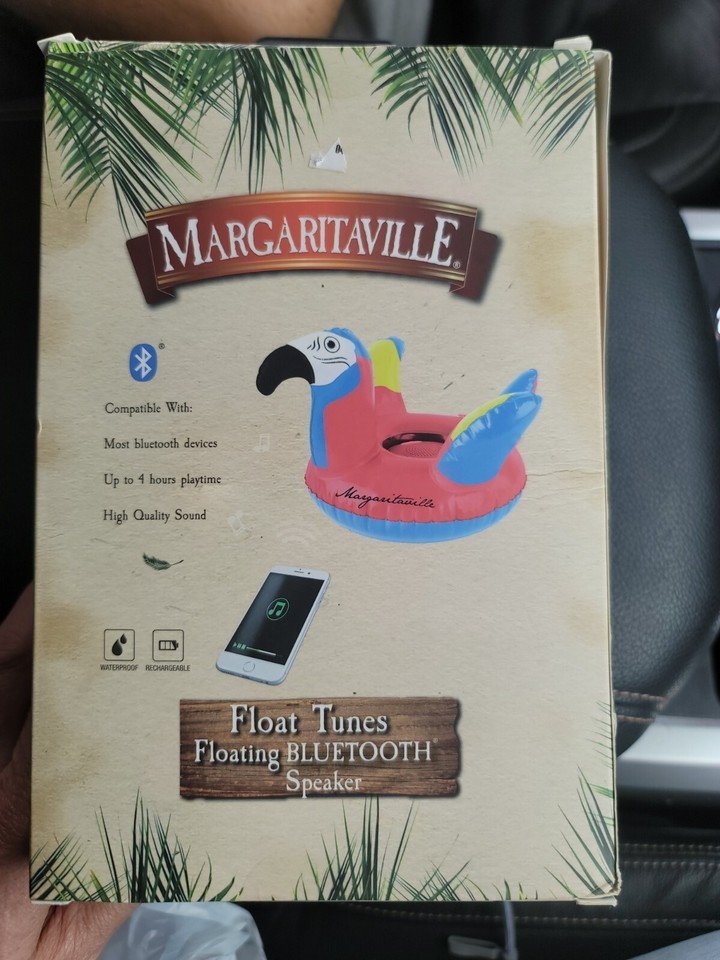 MARGARITAVILLE®
®
Compatible With:
Most bluetooth devices
Up to 4 hours playtime
High Quality Sound
Margaritaville
WATERPROOF RECHARGEABLE
Float Tunes
Floating BLUETOOTH®
Speaker